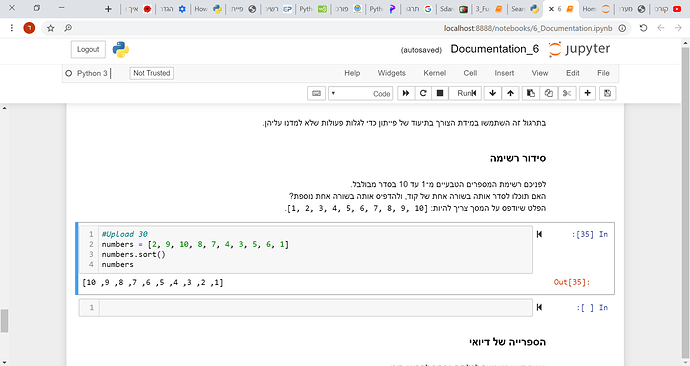 קורס
מערי
Hom
6
3_Fu
Sear
Sdav
תרגו
Pytho
פורנ
Pyth
רשי
פייתו
How
הגדר
איך
localhost:8888/notebooks/6_Documentation.ipynb
jupyter
Documentation_6
(autosaved)
Logout
File
Edit
View
Insert
Cell
Kernel
Widgets
Help
Not Trusted
Python 3
Run
Code
בתרגול זה השתמשו במידת הצורך בתיעוד של פייתון כדי לגלות פעולות שלא למדנו עליהן.
סידור רשימה
לפניכם רשימת המספרים הטבעיים מ־1 עד 10 בסדר מבולבל.
האם תוכלו לסדר אותה בשורה אחת של קוד, ולהדפיס אותה בשורה אחת נוספת?
הפלט שיודפס על המסך צריך להיות: [1, 2, 3, 4, 5, 6, 7, 8, 9, 10].
:[35] In
1 #Upload 30
2 numbers = [2, 9, 10, 8, 7, 4, 3, 5, 6, 1]
3 numbers.sort()
4 numbers
Out[35]:
[10 ,9 ,8 ,7 ,6 ,5 ,4 ,3 ,2 ,1]
:[ ] In
1
הספרייה של דיואי